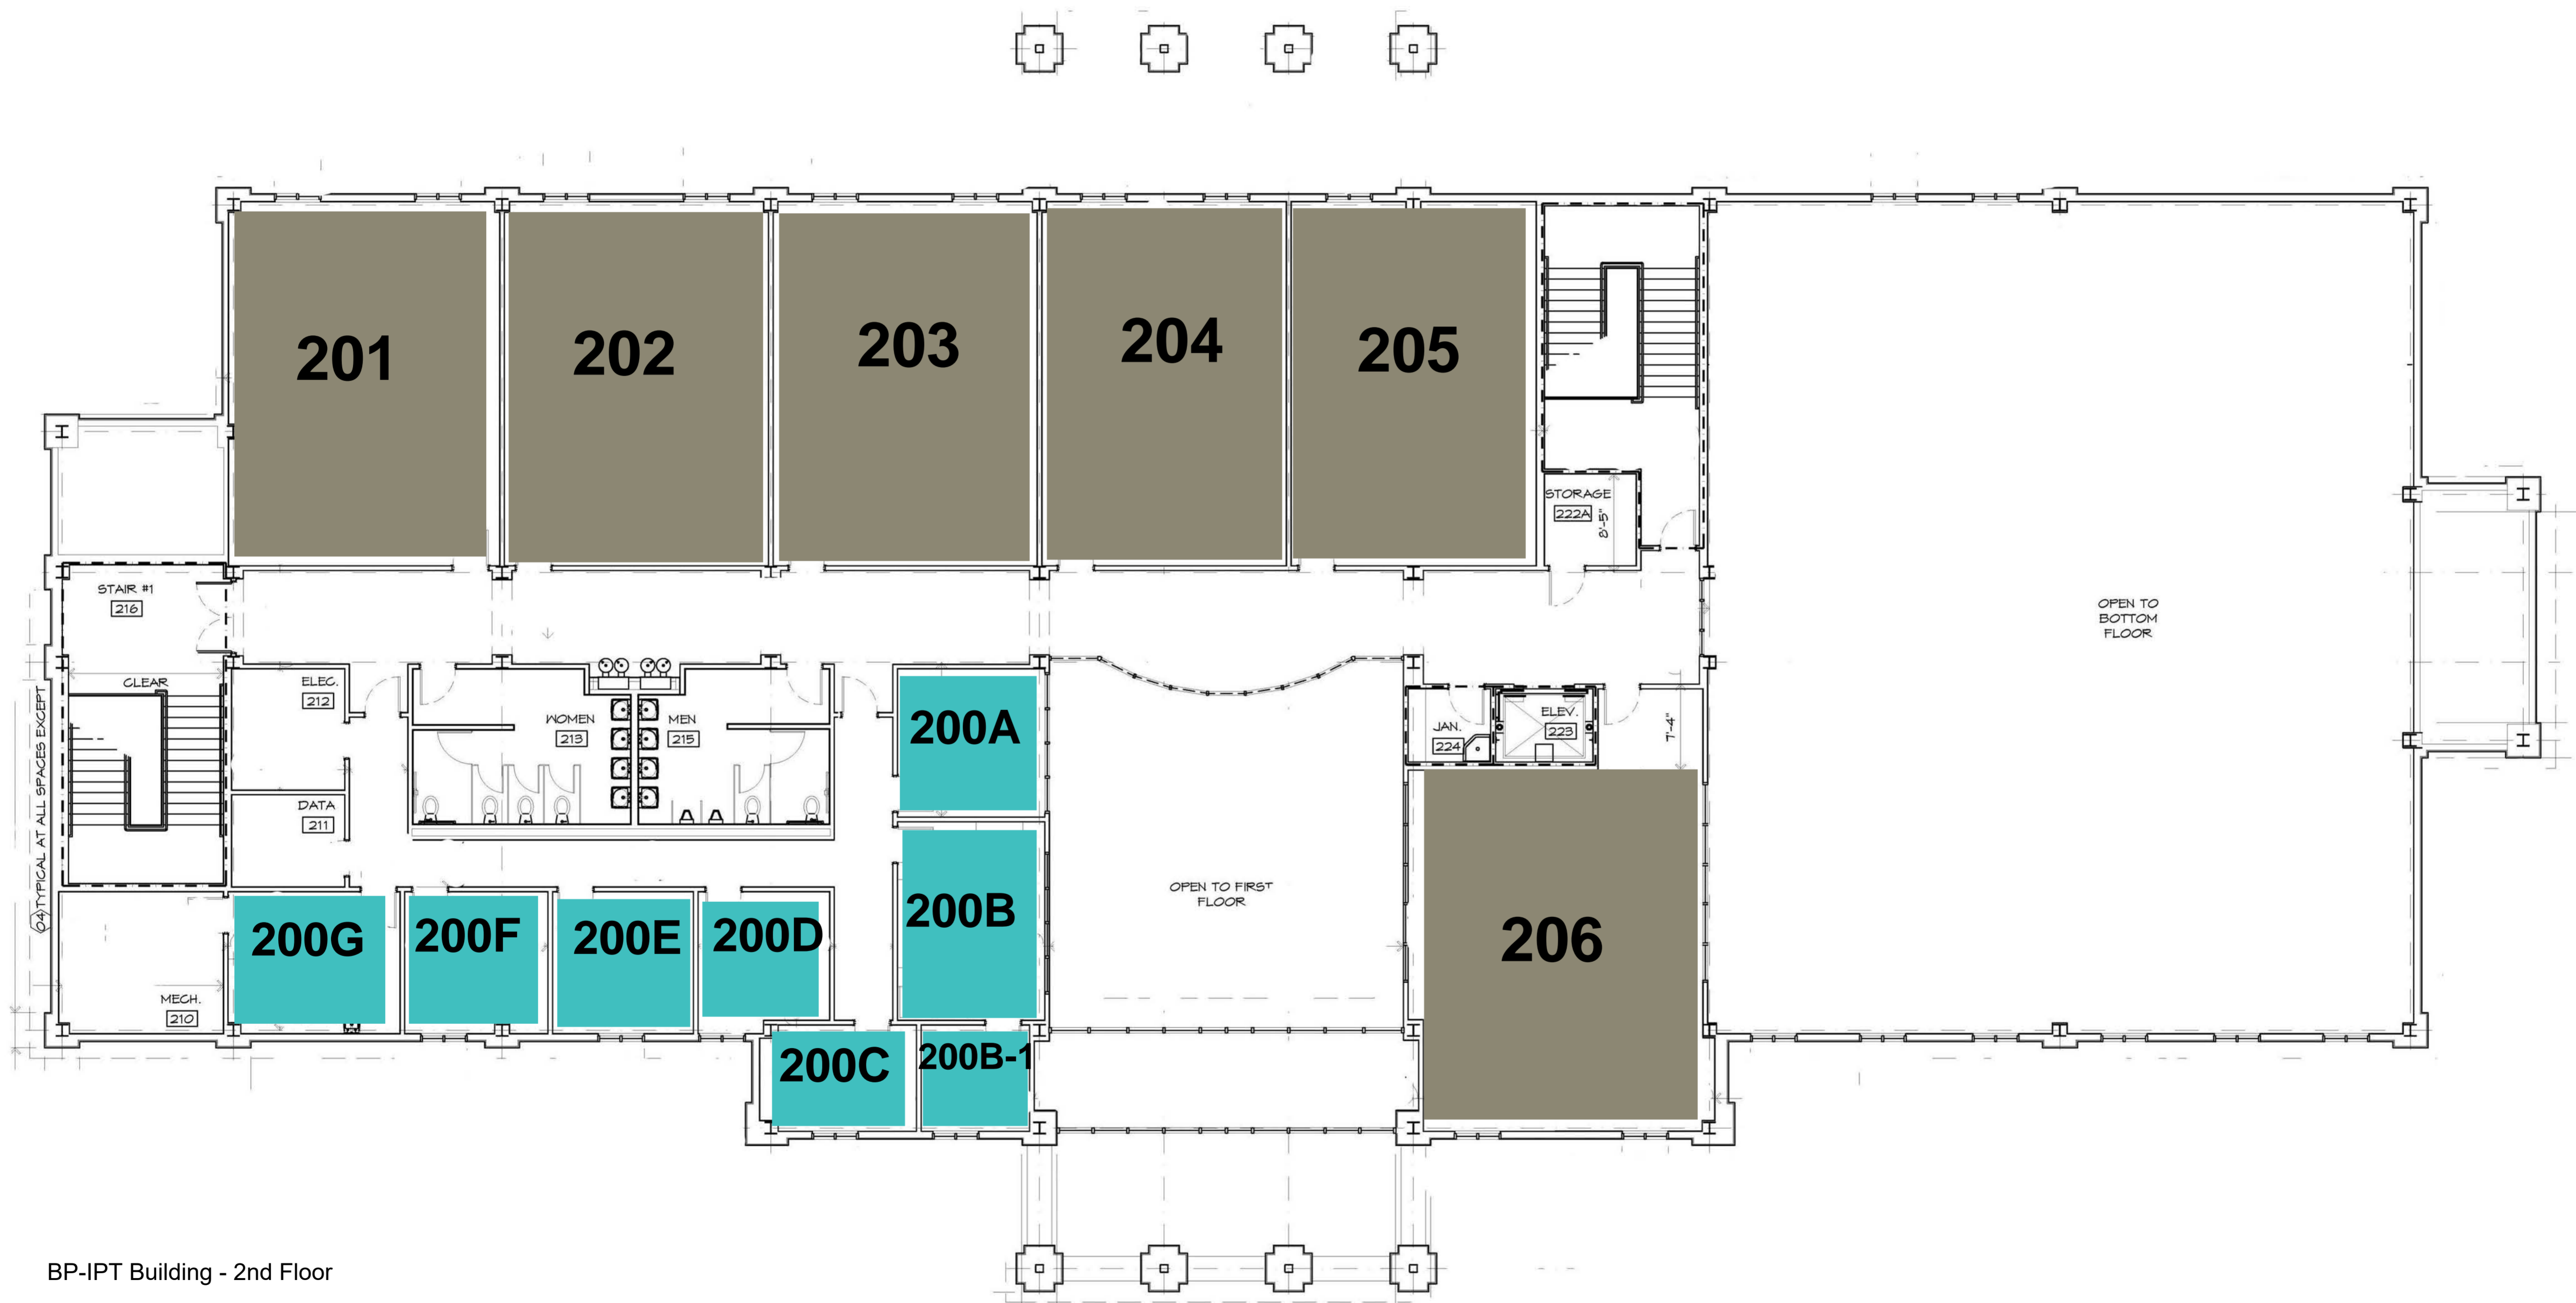 201
202
203
204
205
STORAGE
222A
8'-5"
STAIR #1
216
OPEN TO
BOTTOM
FLOOR
CLEAR
ELEC.
212
WOMEN
213
MEN
215
200A
JAN.
224
ELEV.
223
7'-4"
DATA
211
04 TYPICAL AT ALL SPACES EXCEPT
OPEN TO FIRST
FLOOR
200B
206
200G
200F
200E
200D
MECH.
210
200C
200B-1
BP-IPT Building - 2nd Floor